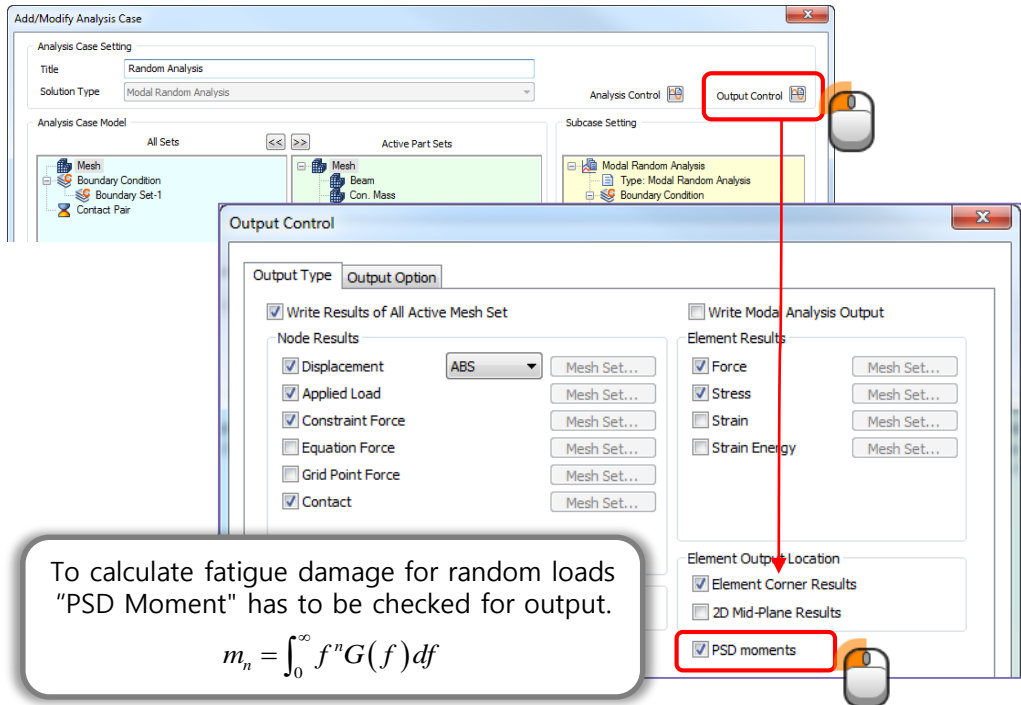 Add/Modify Analysis Case
Analysis Case Setting
Title Random Analysis
Solution Type Modal Random Analysis Analysis Control Output Control
Analysis Case Model
All Sets << >> Active Part Sets
Subcase Setting
Mesh
Boundary Condition
Boundary Set-1
Contact Pair
Mesh
Beam
Con. Mass
Modal Random Analysis
Type: Modal Random Analysis
Boundary Condition
Output Control
Output Type Output Option
Write Results of All Active Mesh Set
Write Modal Analysis Output
Node Results
Displacement ABS Mesh Set...
Applied Load Mesh Set...
Constraint Force Mesh Set...
Equation Force Mesh Set...
Grid Point Force Mesh Set...
Contact Mesh Set...
Element Results
Force Mesh Set...
Stress Mesh Set...
Strain Mesh Set...
Strain Energy Mesh Set...
Element Output Location
Element Corner Results
2D Mid-Plane Results
PSD moments
To calculate fatigue damage for random loads
“PSD Moment" has to be checked for output.
m_n = ∫_0^∞ f^n G(f) df